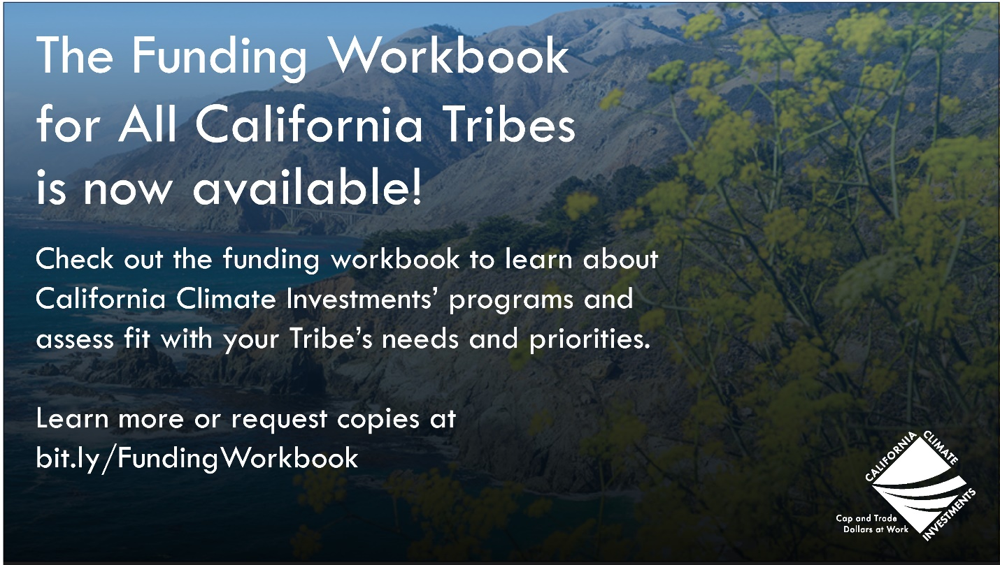 The Funding Workbook
for All California Tribes
is now available!
Check out the funding workbook to learn about
California Climate Investments’ programs and
assess fit with your Tribe’s needs and priorities.
Learn more or request copies at
bit.ly/FundingWorkbook
CALIFORNIA CLIMATE
INVESTMENTS
Cap and Trade
Dollars at Work